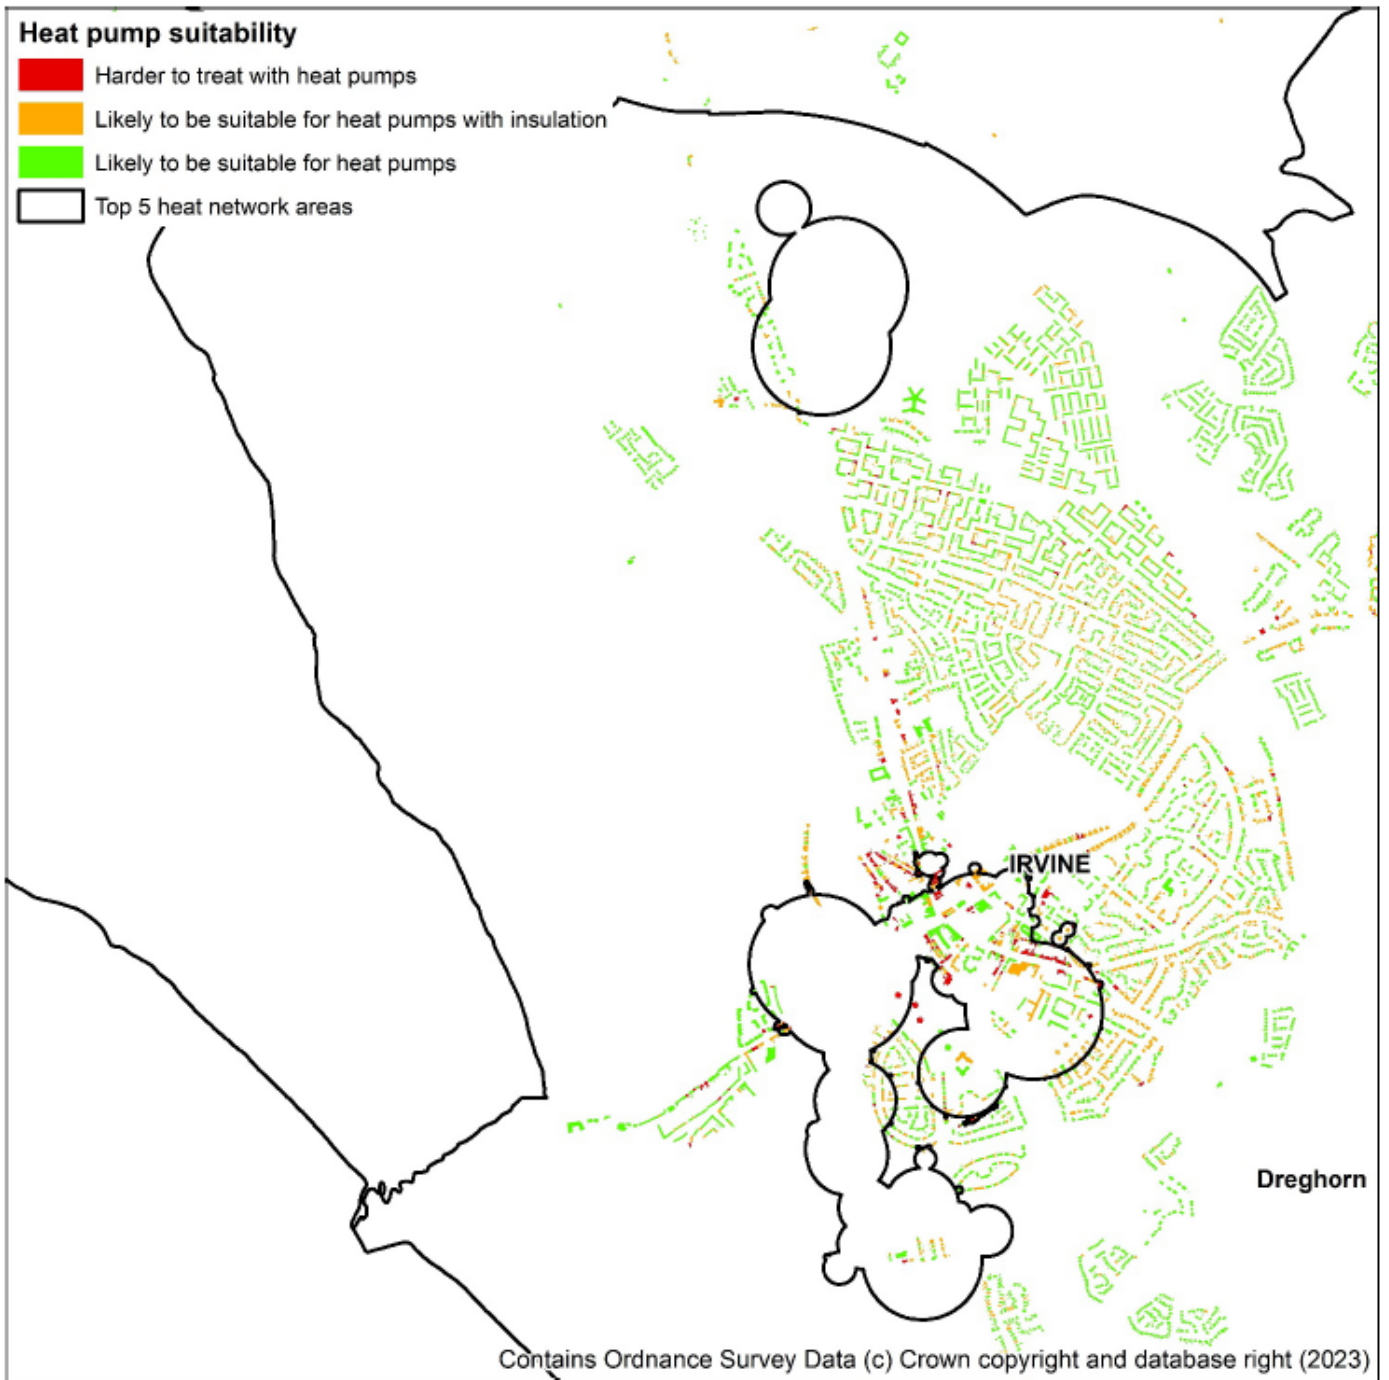 Heat pump suitability
Harder to treat with heat pumps
Likely to be suitable for heat pumps with insulation
Likely to be suitable for heat pumps
Top 5 heat network areas
IRVINE
Dreghorn
Contains Ordnance Survey Data (c) Crown copyright and database right (2023)